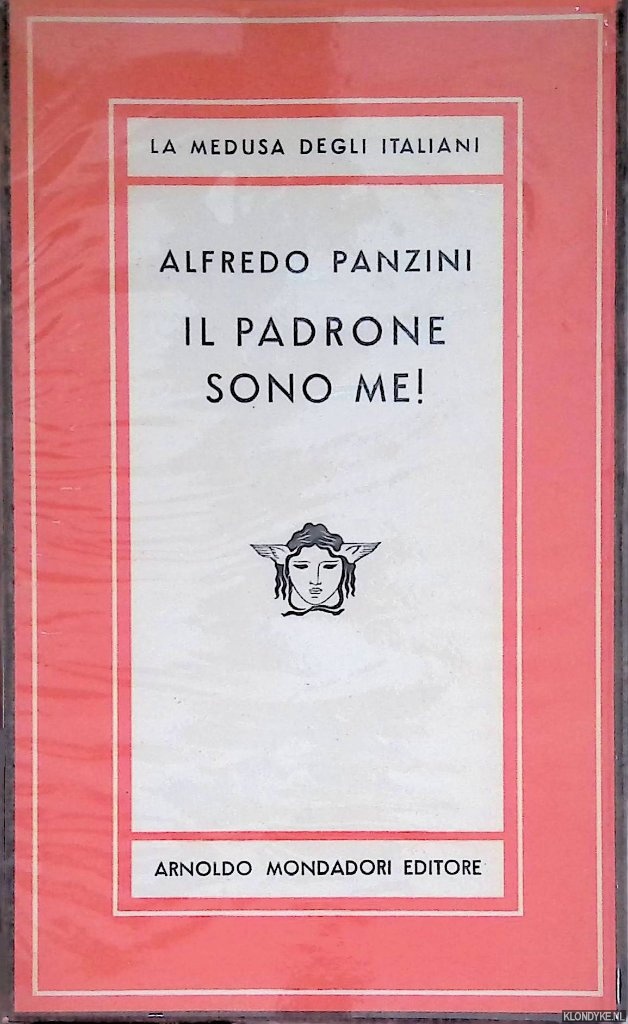 LA MEDUSA DEGLI ITALIANI
ALFREDO PANZINI
IL PADRONE
SONO ME!
ARNOLDO MONDADORI EDITORE
KLONDYKE.NL